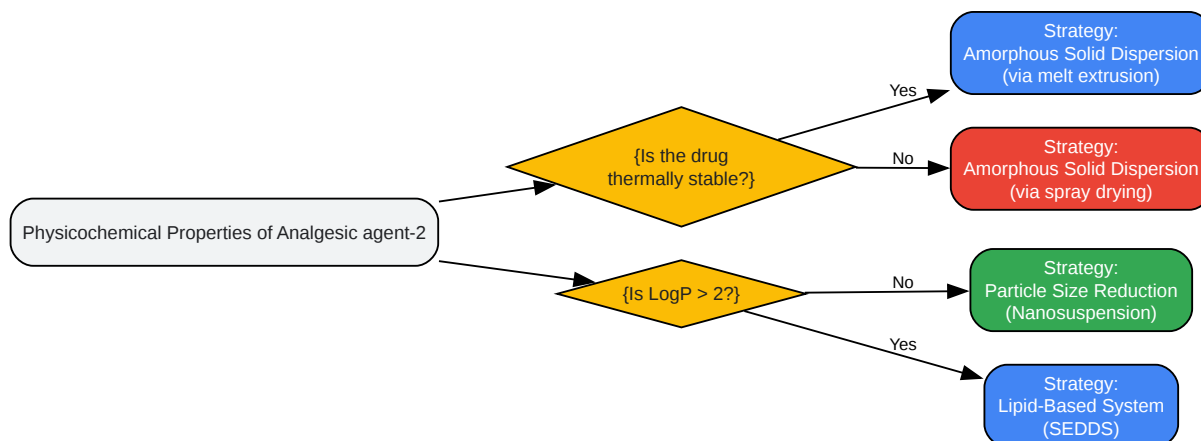 Physicochemical Properties of Analgesic agent-2
{Is the drug
thermally stable?}
Yes
Strategy:
Amorphous Solid Dispersion
(via melt extrusion)
No
Strategy:
Amorphous Solid Dispersion
(via spray drying)
{Is LogP > 2?}
No
Strategy:
Particle Size Reduction
(Nanosuspension)
Yes
Strategy:
Lipid-Based System
(SEDDS)